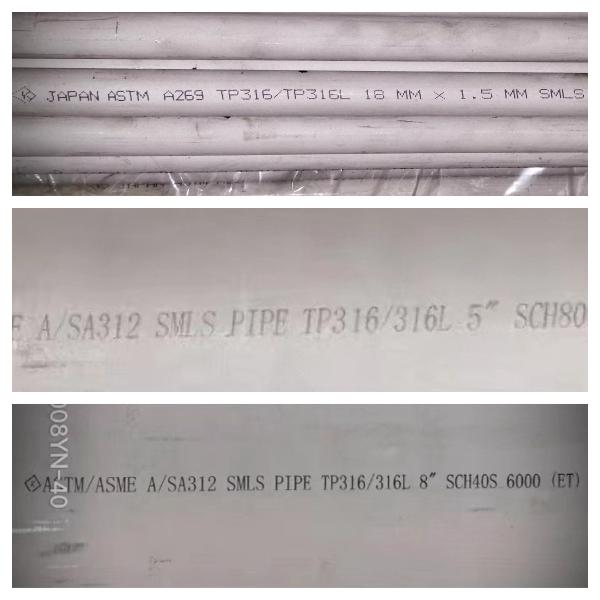 JAPAN ASTM A269 TP316/TP316L 18 MM × 1.5 MM SMLS
A/SA312 SMLS PIPE TP316/316L 5″ SCH80
008YN-40
ASTM/ASME A/SA312 SMLS PIPE TP316/316L 8″ SCH40S 6000 (ET)